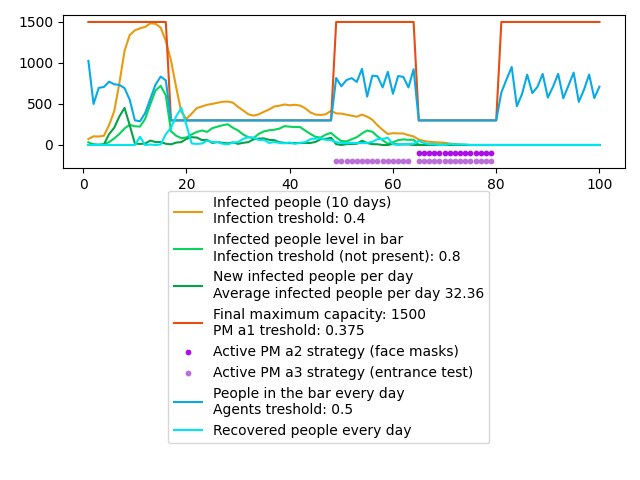 1500
1000
500
0
0 20 40 60 80 100
Infected people (10 days)
Infection treshold: 0.4
Infected people level in bar
Infection treshold (not present): 0.8
New infected people per day
Average infected people per day 32.36
Final maximum capacity: 1500
PM a1 treshold: 0.375
Active PM a2 strategy (face masks)
Active PM a3 strategy (entrance test)
People in the bar every day
Agents treshold: 0.5
Recovered people every day